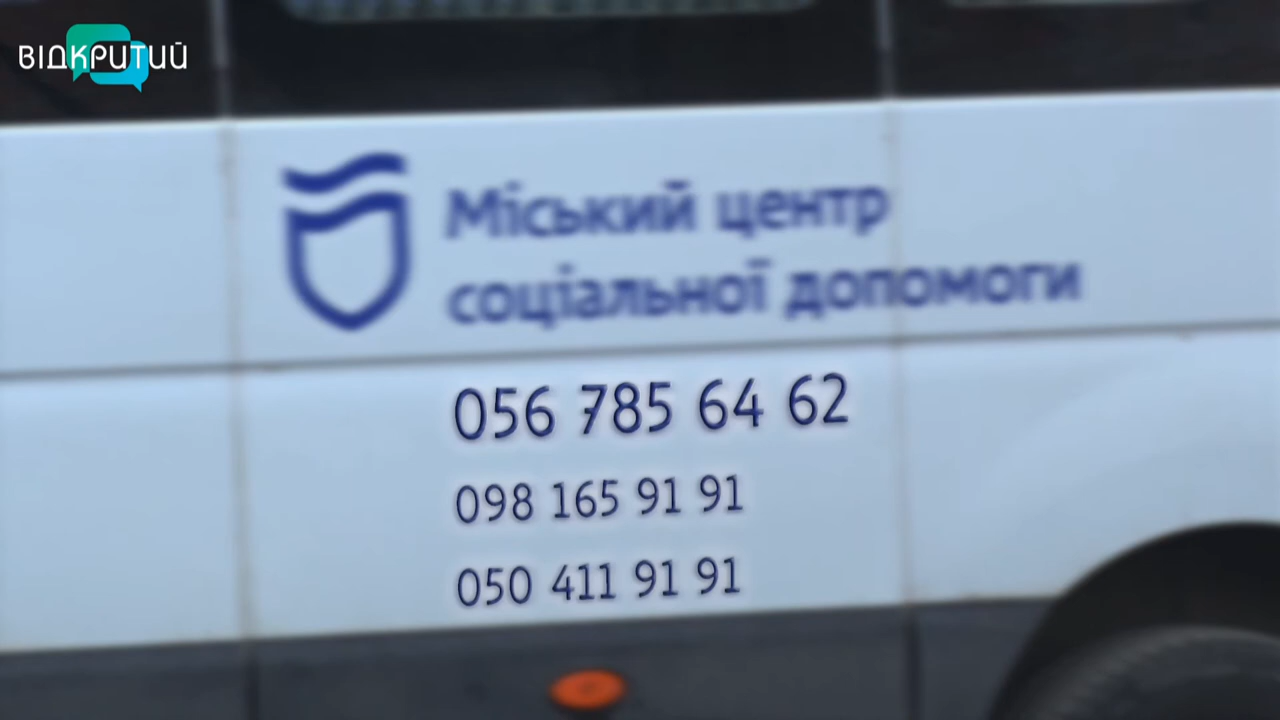 ВІДКРИТИЙ
Міський центр
соціальної допомоги
056 785 64 62
098 165 91 91
050 411 91 91